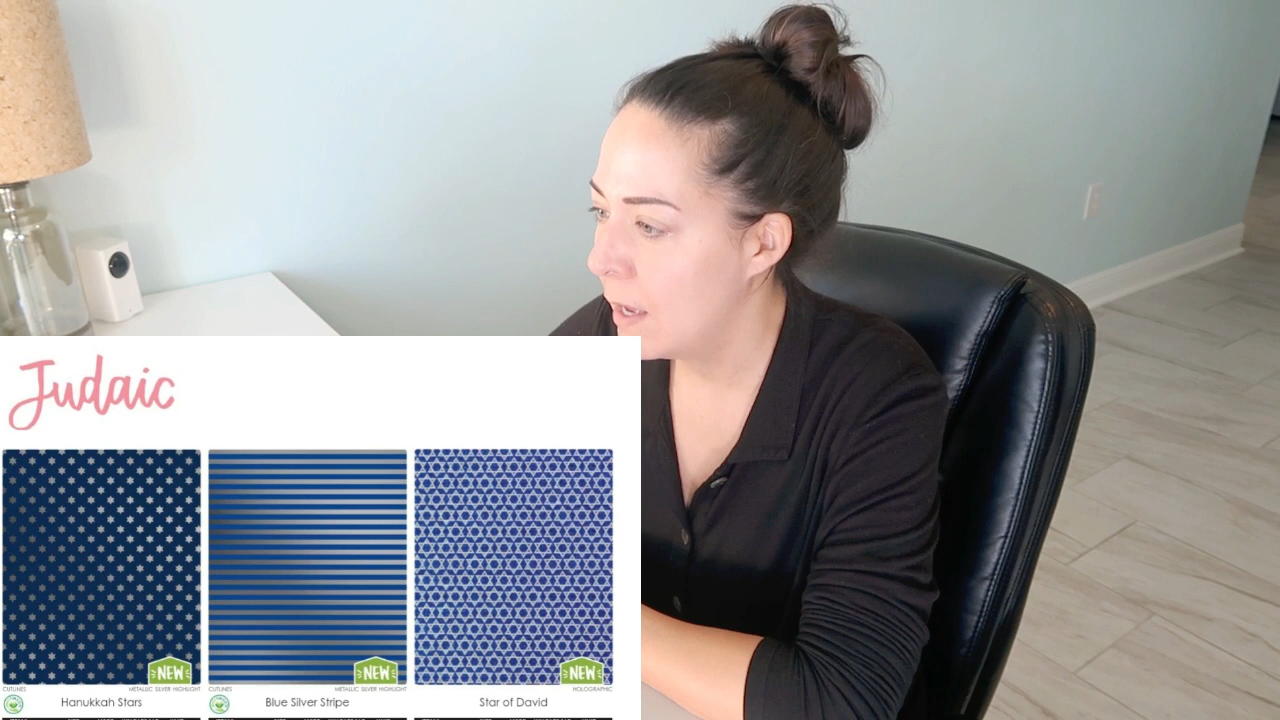 Judaic
NEW NEW NEW
CUTLINES METALLIC SILVER HIGHLIGHT CUTLINES METALLIC SILVER HIGHLIGHT HOLOGRAPHIC
Hanukkah Stars Blue Silver Stripe Star of David